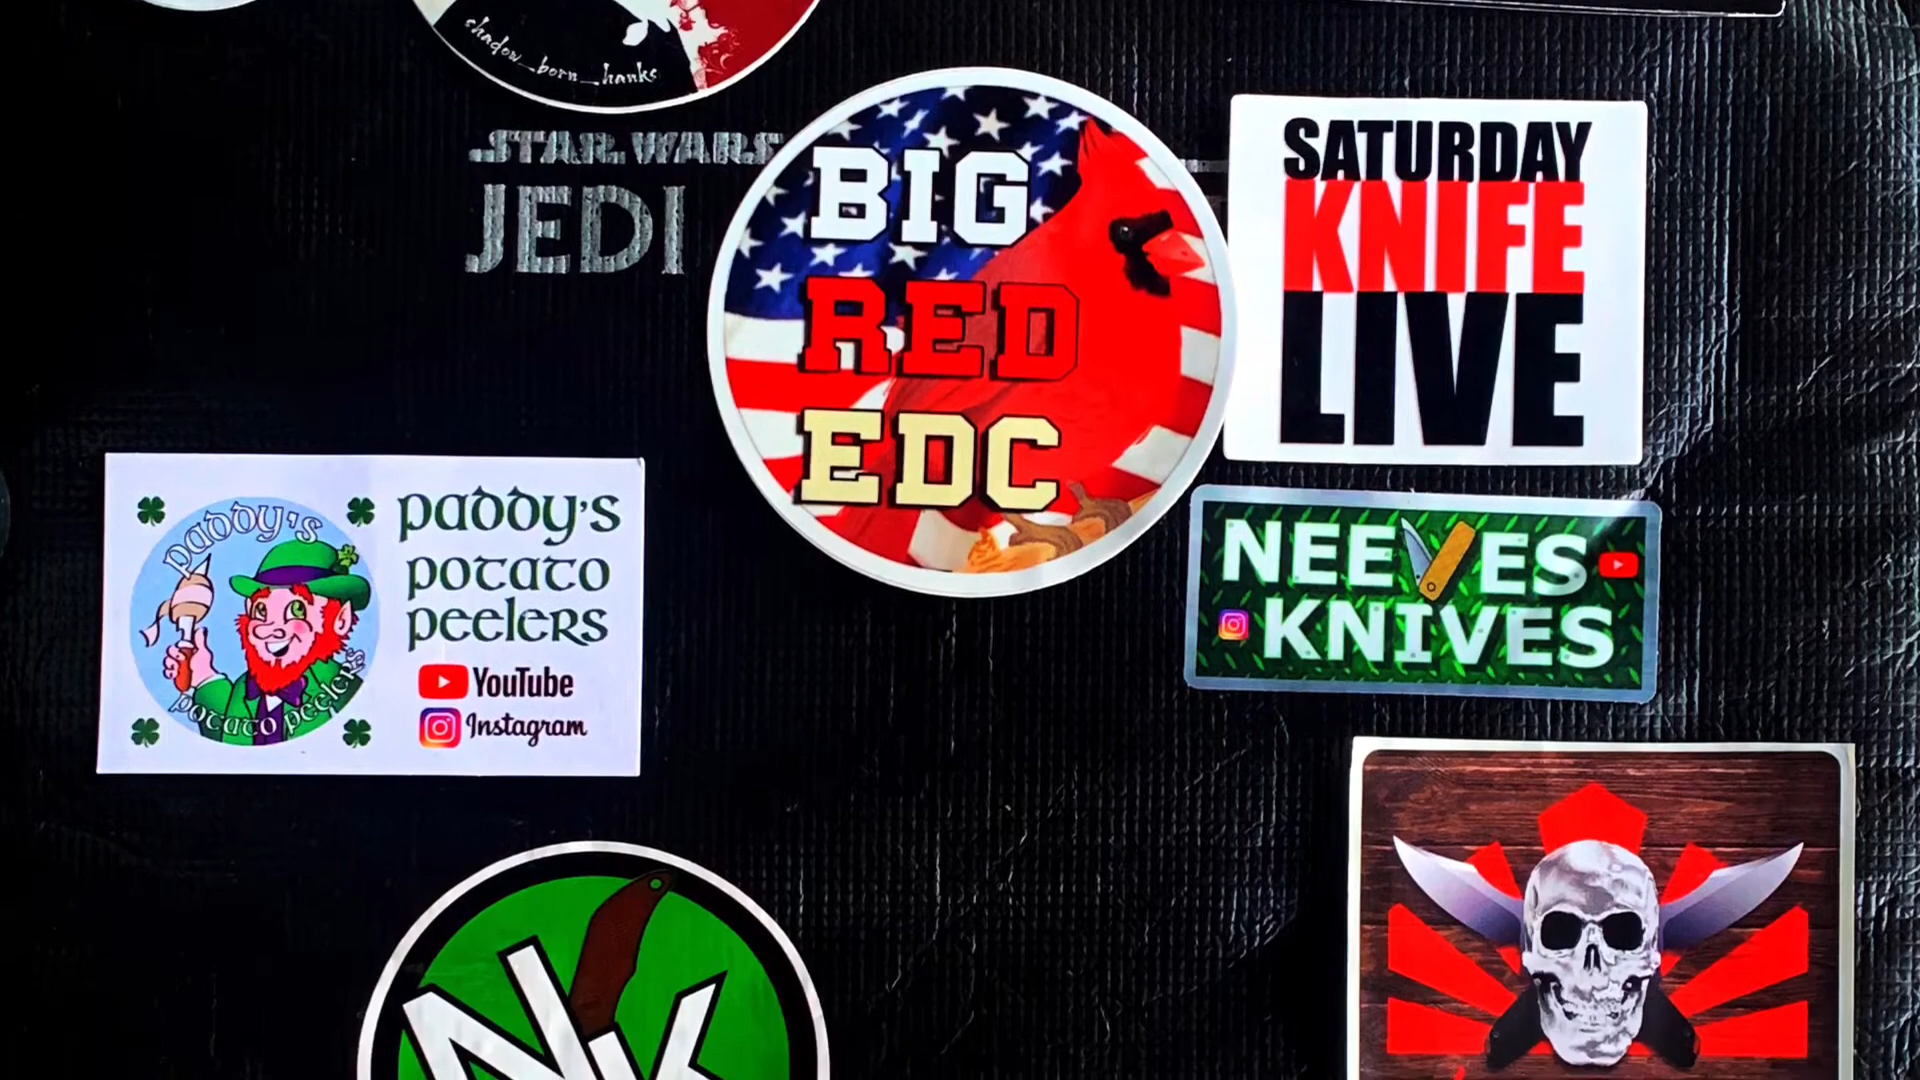 shadow_born_hanks
STAR WARS
JEDI
BIG
RED
EDC
SATURDAY
KNIFE
LIVE
paddy's
potato peelers
paddy's
potato
peelers
YouTube
Instagram
NEEVES
KNIVES
NK